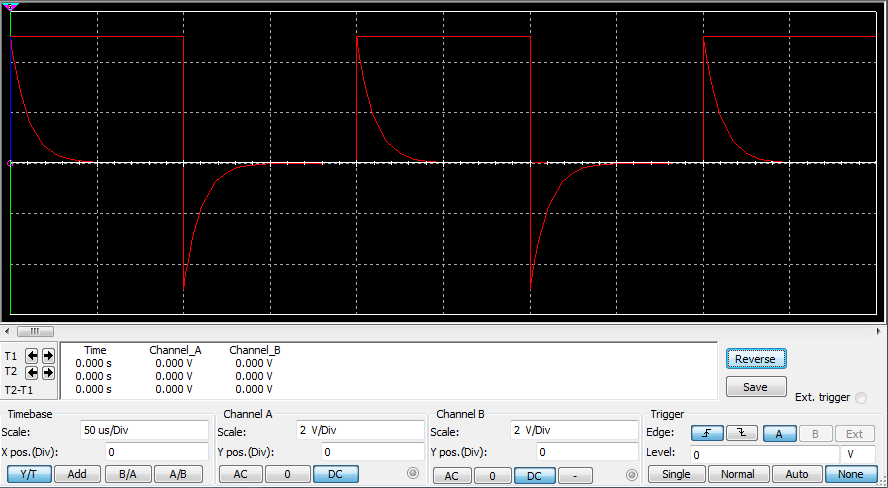 Time Channel_A Channel_B
T1 0.000 s 0.000 V 0.000 V
T2 0.000 s 0.000 V 0.000 V
T2-T1 0.000 s 0.000 V 0.000 V
Reverse
Save
Ext. trigger
Timebase
Scale: 50 us/Div
X pos.(Div): 0
Y/T Add B/A A/B
Channel A
Scale: 2 V/Div
Y pos.(Div): 0
AC 0 DC
Channel B
Scale: 2 V/Div
Y pos.(Div): 0
AC 0 DC -
Trigger
Edge: A B Ext
Level: 0 V
Single Normal Auto None